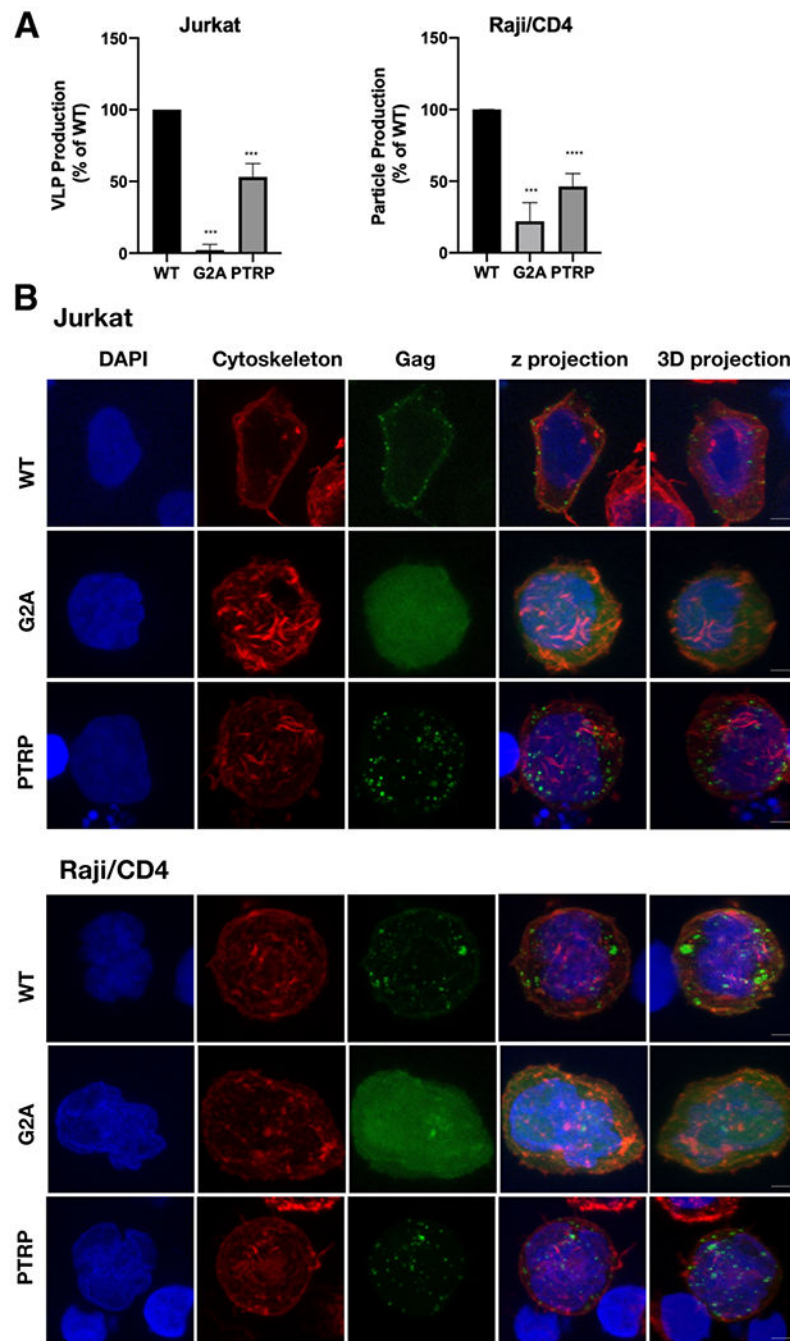 A
Jurkat
VLP Production
(% of WT)
150
100
50
0
***
***
WT G2A PTRP
Raji/CD4
Particle Production
(% of WT)
150
100
50
0
***
****
WT G2A PTRP
B
Jurkat
DAPI Cytoskeleton Gag z projection 3D projection
WT
G2A
PTRP
Raji/CD4
WT
G2A
PTRP